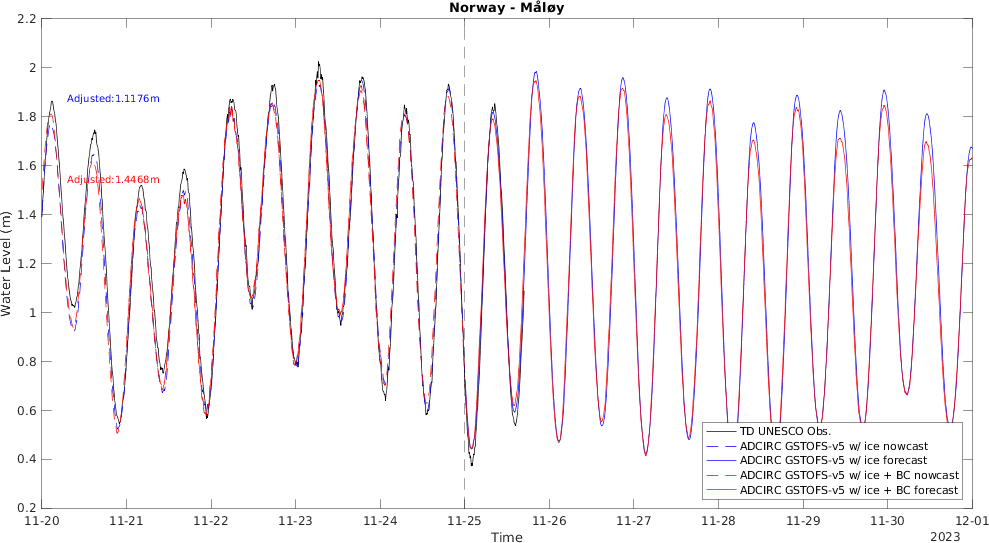 Norway - Måløy
2.2
2
1.8
1.6
1.4
1.2
1
0.8
0.6
0.4
0.2
Water Level (m)
Adjusted:1.1176m
Adjusted:1.4468m
TD UNESCO Obs.
ADCIRC GSTOFS-v5 w/ ice nowcast
ADCIRC GSTOFS-v5 w/ ice forecast
ADCIRC GSTOFS-v5 w/ ice + BC nowcast
ADCIRC GSTOFS-v5 w/ ice + BC forecast
11-20 11-21 11-22 11-23 11-24 11-25 11-26 11-27 11-28 11-29 11-30 12-01
Time
2023